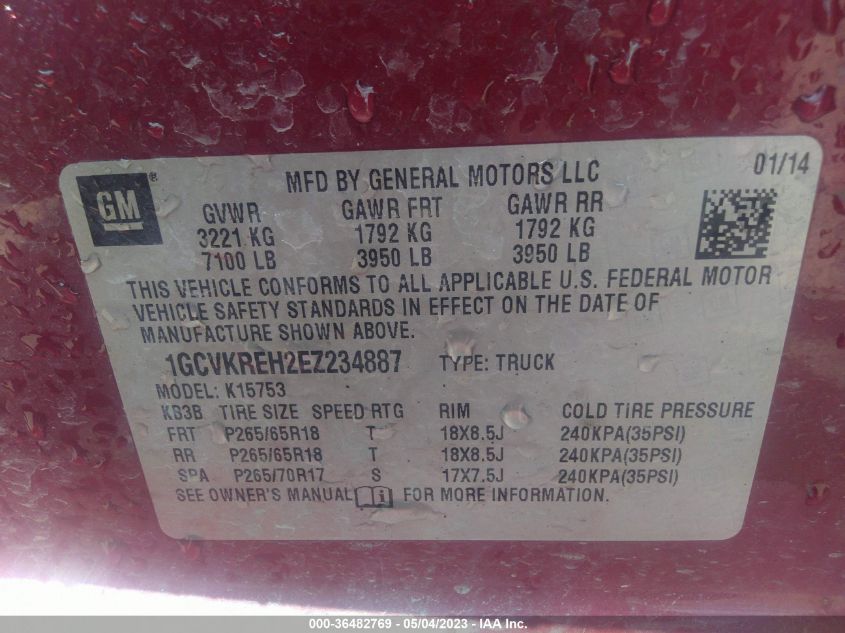 GM®
MFD BY GENERAL MOTORS LLC 01/14
GVWR GAWR FRT GAWR RR
3221 KG 1792 KG 1792 KG
7100 LB 3950 LB 3950 LB
THIS VEHICLE CONFORMS TO ALL APPLICABLE U.S. FEDERAL MOTOR
VEHICLE SAFETY STANDARDS IN EFFECT ON THE DATE OF
MANUFACTURE SHOWN ABOVE.
1GCVKREH2EZ234887 TYPE: TRUCK
MODEL: K15753
KB3B TIRE SIZE SPEED RTG RIM COLD TIRE PRESSURE
FRT P265/65R18 T 18X8.5J 240KPA(35PSI)
RR P265/65R18 T 18X8.5J 240KPA(35PSI)
SPA P265/70R17 S 17X7.5J 240KPA(35PSI)
SEE OWNER'S MANUAL i FOR MORE INFORMATION.
000-36482769 - 05/04/2023 - IAA, Inc.